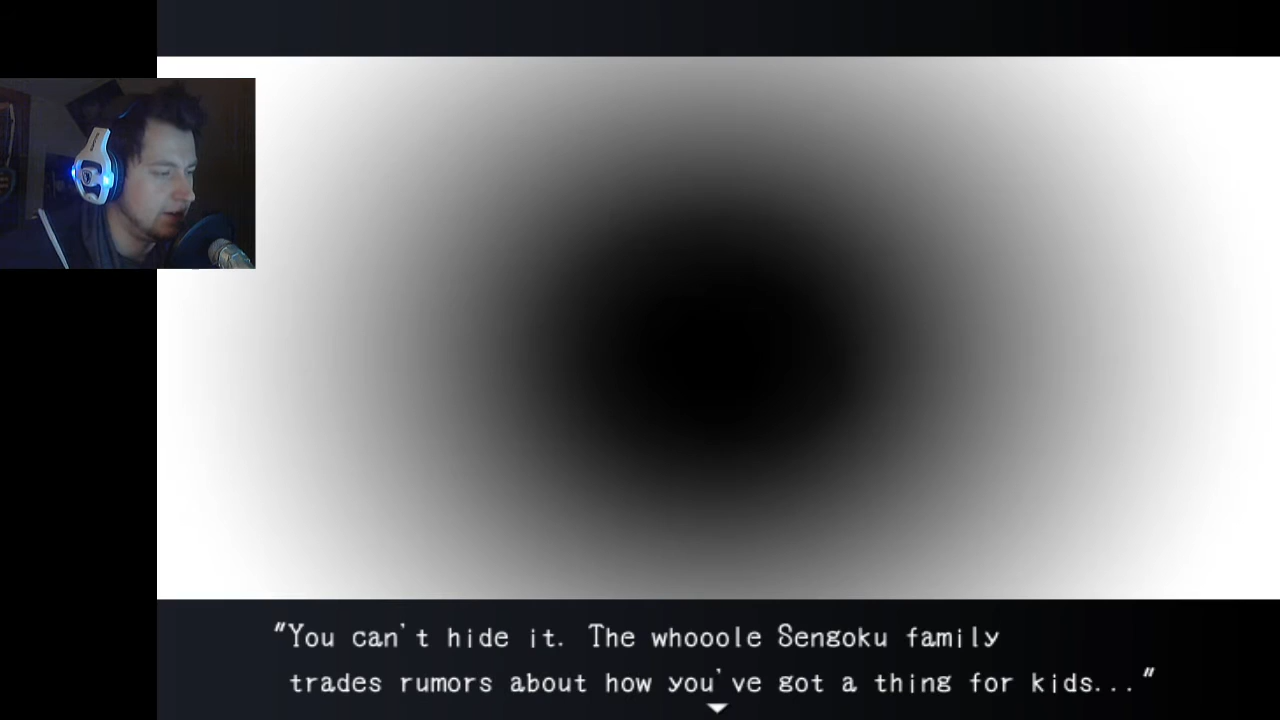 "You can't hide it. The whooole Sengoku family
trades rumors about how you've got a thing for kids..."